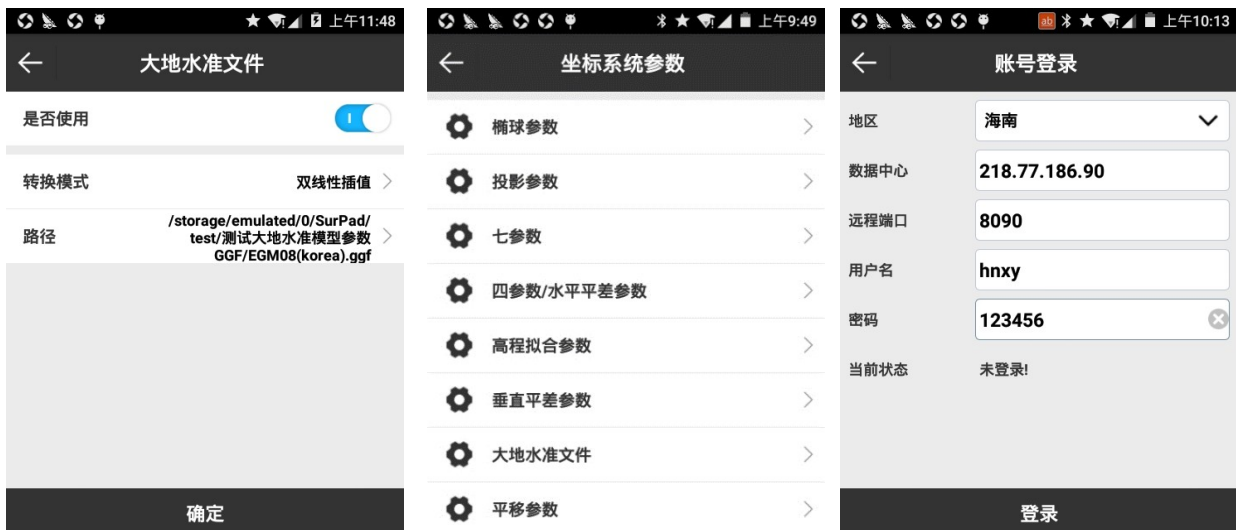 上午11:48
大地水准文件
是否使用
转换模式
双线性插值
路径
/storage/emulated/0/SurPad/
test/测试大地水准模型参数
GGF/EGM08(korea).ggf
确定
上午9:49
坐标系统参数
椭球参数
投影参数
七参数
四参数/水平平差参数
高程拟合参数
垂直平差参数
大地水准文件
平移参数
ab
上午10:13
账号登录
地区
海南
数据中心
218.77.186.90
远程端口
8090
用户名
hnxy
密码
123456
当前状态
未登录!
登录